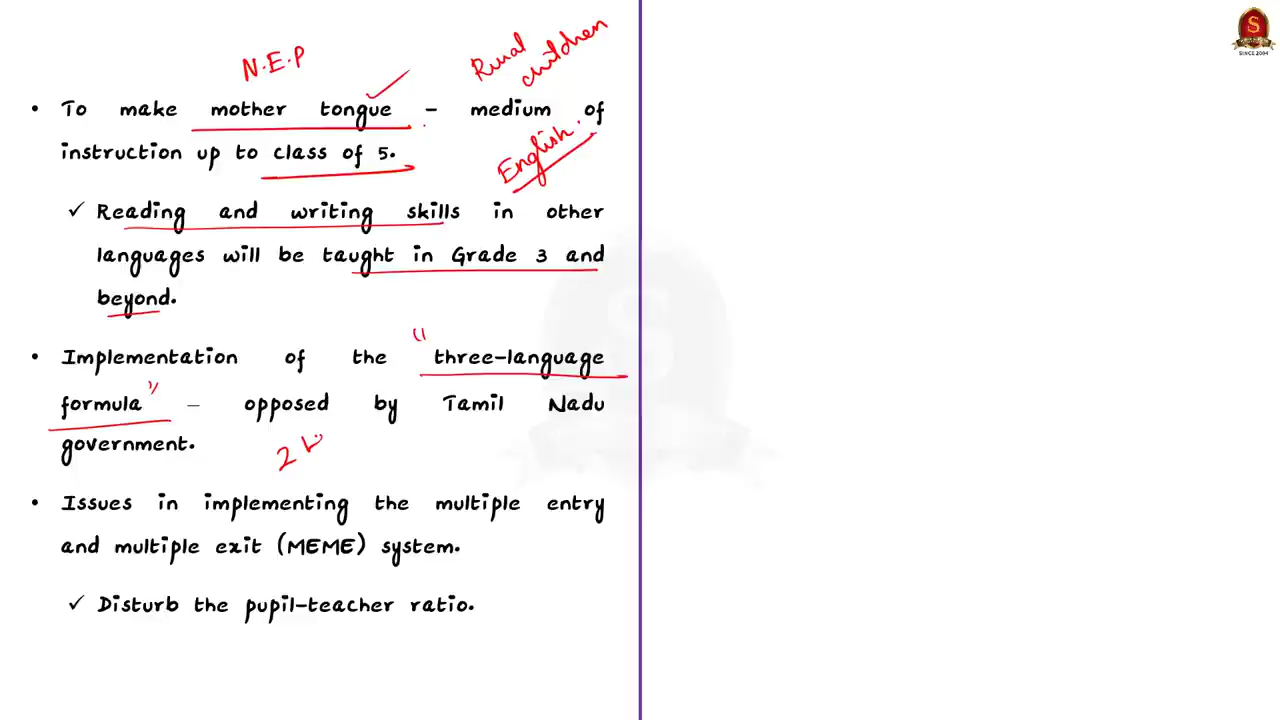 N.E.P
Rural
children
• To make mother tongue - medium of
instruction up to class of 5.
English.
✓ Reading and writing skills in other
languages will be taught in Grade 3 and
beyond.
• Implementation of the "three-language
formula" - opposed by Tamil Nadu
government.
2
• Issues in implementing the multiple entry
and multiple exit (MEME) system.
✓ Disturb the pupil-teacher ratio.
S
SINCE 2004